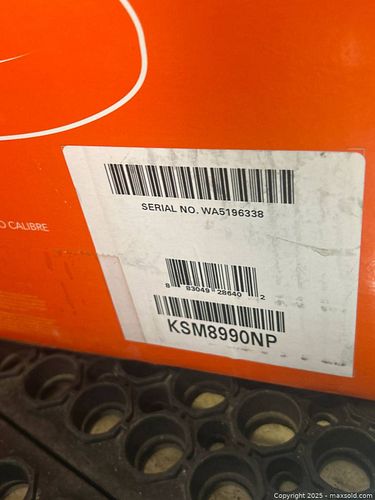 SERIAL NO. WA5196338
O CALIBRE
8 83049 28640 2
KSM8990NP
Copyright © 2025 - maxsold.com